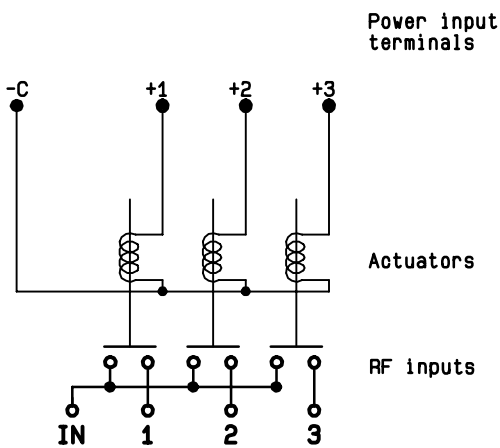 Power input
terminals
-C +1 +2 +3
Actuators
RF inputs
IN 1 2 3